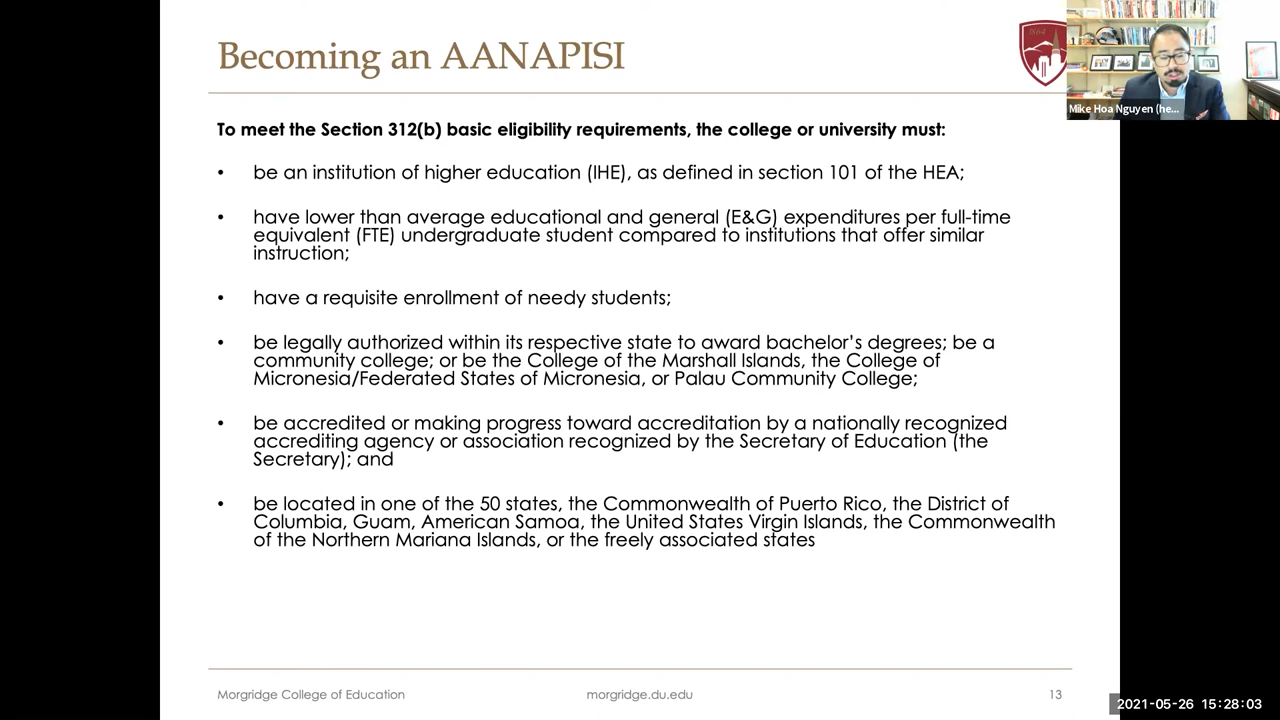 Becoming an AANAPISI
Mike Hoa Nguyen (he...
To meet the Section 312(b) basic eligibility requirements, the college or university must:
• be an institution of higher education (IHE), as defined in section 101 of the HEA;
• have lower than average educational and general (E&G) expenditures per full-time
equivalent (FTE) undergraduate student compared to institutions that offer similar
instruction;
• have a requisite enrollment of needy students;
• be legally authorized within its respective state to award bachelor’s degrees; be a
community college; or be the College of the Marshall Islands, the College of
Micronesia/Federated States of Micronesia, or Palau Community College;
• be accredited or making progress toward accreditation by a nationally recognized
accrediting agency or association recognized by the Secretary of Education (the
Secretary); and
• be located in one of the 50 states, the Commonwealth of Puerto Rico, the District of
Columbia, Guam, American Samoa, the United States Virgin Islands, the Commonwealth
of the Northern Mariana Islands, or the freely associated states
Morgridge College of Education
morgridge.du.edu
13
2021-05-26 15:28:03